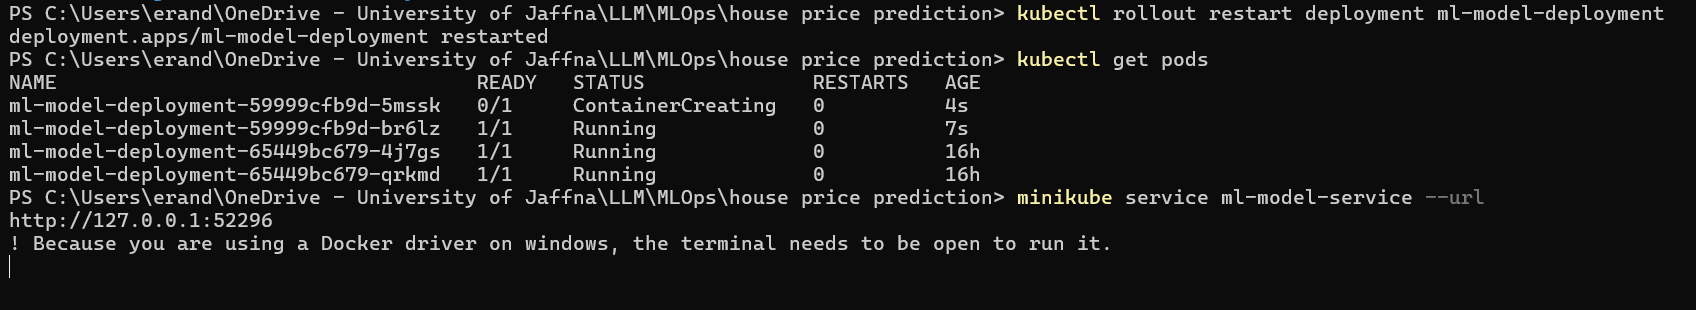 PS C:\Users\erand\OneDrive - University of Jaffna\LLM\MLOps\house price prediction> kubectl rollout restart deployment ml-model-deployment
deployment.apps/ml-model-deployment restarted
PS C:\Users\erand\OneDrive - University of Jaffna\LLM\MLOps\house price prediction> kubectl get pods
NAME                                   READY   STATUS              RESTARTS   AGE
ml-model-deployment-59999cfb9d-5mssk   0/1     ContainerCreating   0          4s
ml-model-deployment-59999cfb9d-br6lz   1/1     Running             0          7s
ml-model-deployment-65449bc679-4j7gs   1/1     Running             0          16h
ml-model-deployment-65449bc679-qrkmd   1/1     Running             0          16h
PS C:\Users\erand\OneDrive - University of Jaffna\LLM\MLOps\house price prediction> minikube service ml-model-service --url
http://127.0.0.1:52296
! Because you are using a Docker driver on windows, the terminal needs to be open to run it.